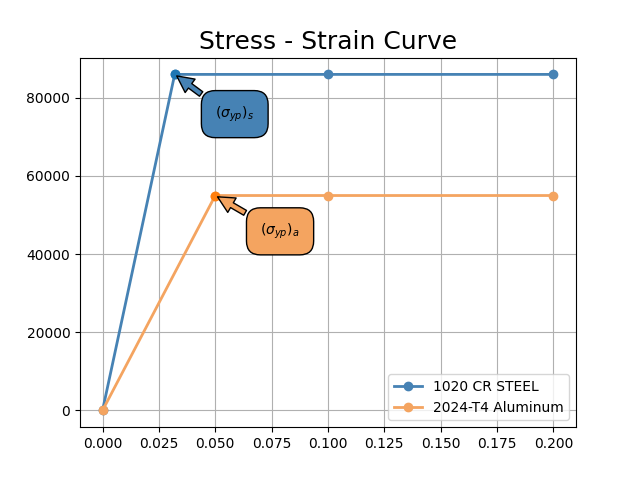 Stress - Strain Curve
80000
60000
40000
20000
0
(σyp)s
(σyp)a
1020 CR STEEL
2024-T4 Aluminum
0.000 0.025 0.050 0.075 0.100 0.125 0.150 0.175 0.200